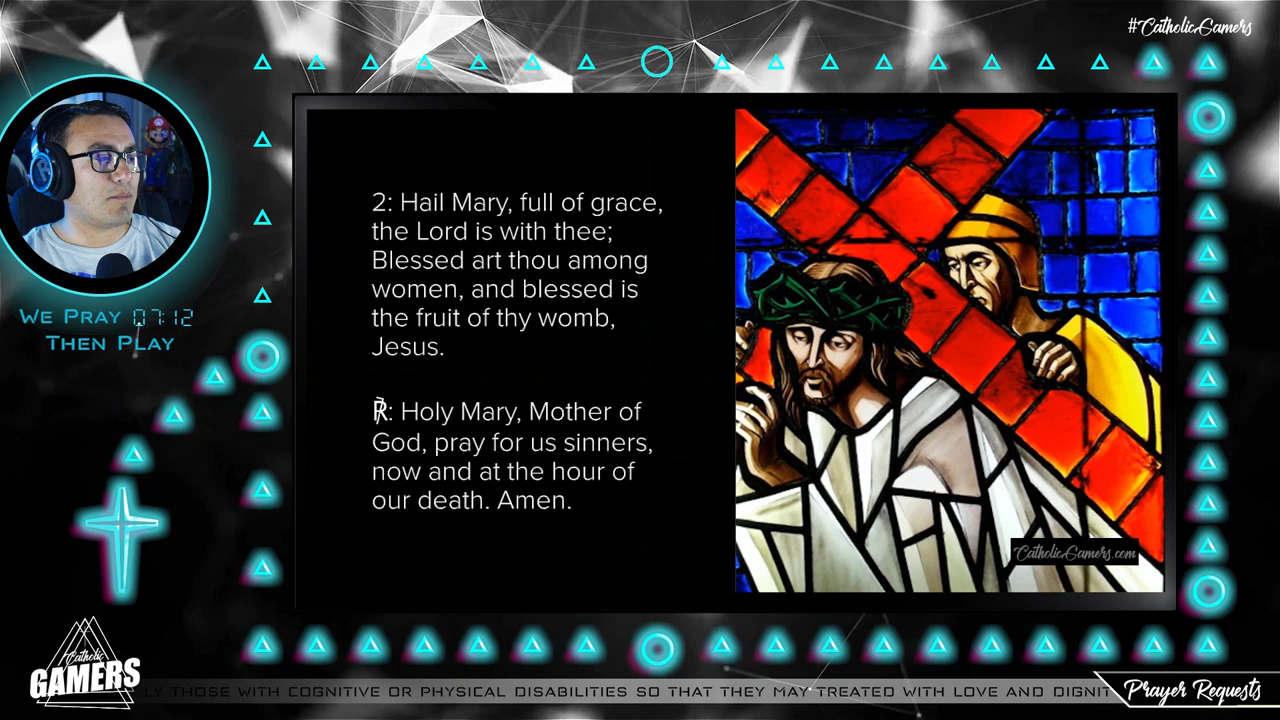 #CatholicGamers
2: Hail Mary, full of grace,
the Lord is with thee;
Blessed art thou among
women, and blessed is
the fruit of thy womb,
Jesus.
℟: Holy Mary, Mother of
God, pray for us sinners,
now and at the hour of
our death. Amen.
WE PRAY 07:12
THEN PLAY
CatholicGamers.com
Catholic
GAMERS
THOSE WITH COGNITIVE OR PHYSICAL DISABILITIES SO THAT THEY MAY TREATED WITH LOVE AND
Prayer Requests